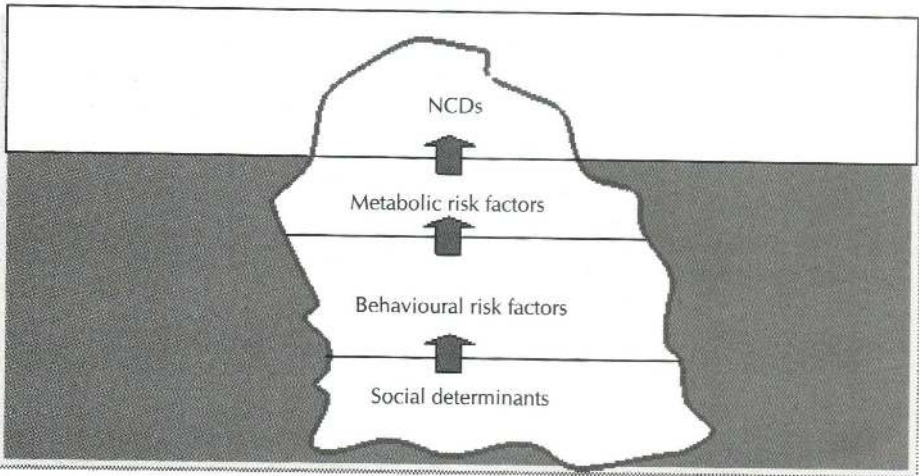 NCDs
Metabolic risk factors
Behavioural risk factors
Social determinants